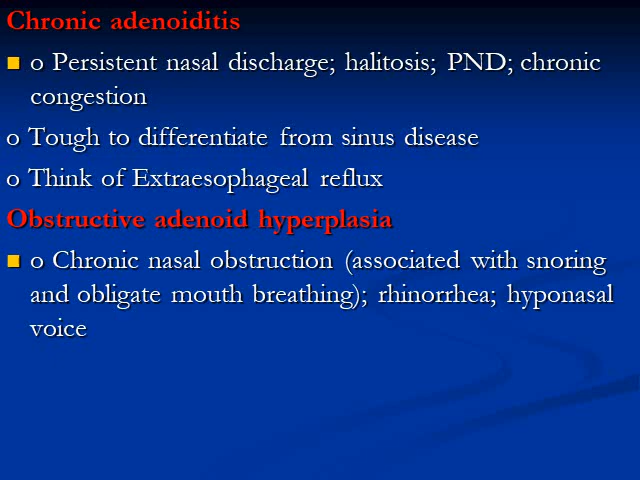 Chronic adenoiditis
o Persistent nasal discharge; halitosis; PND; chronic
congestion
o Tough to differentiate from sinus disease
o Think of Extraesophageal reflux
Obstructive adenoid hyperplasia
o Chronic nasal obstruction (associated with snoring
and obligate mouth breathing); rhinorrhea; hyponasal
voice